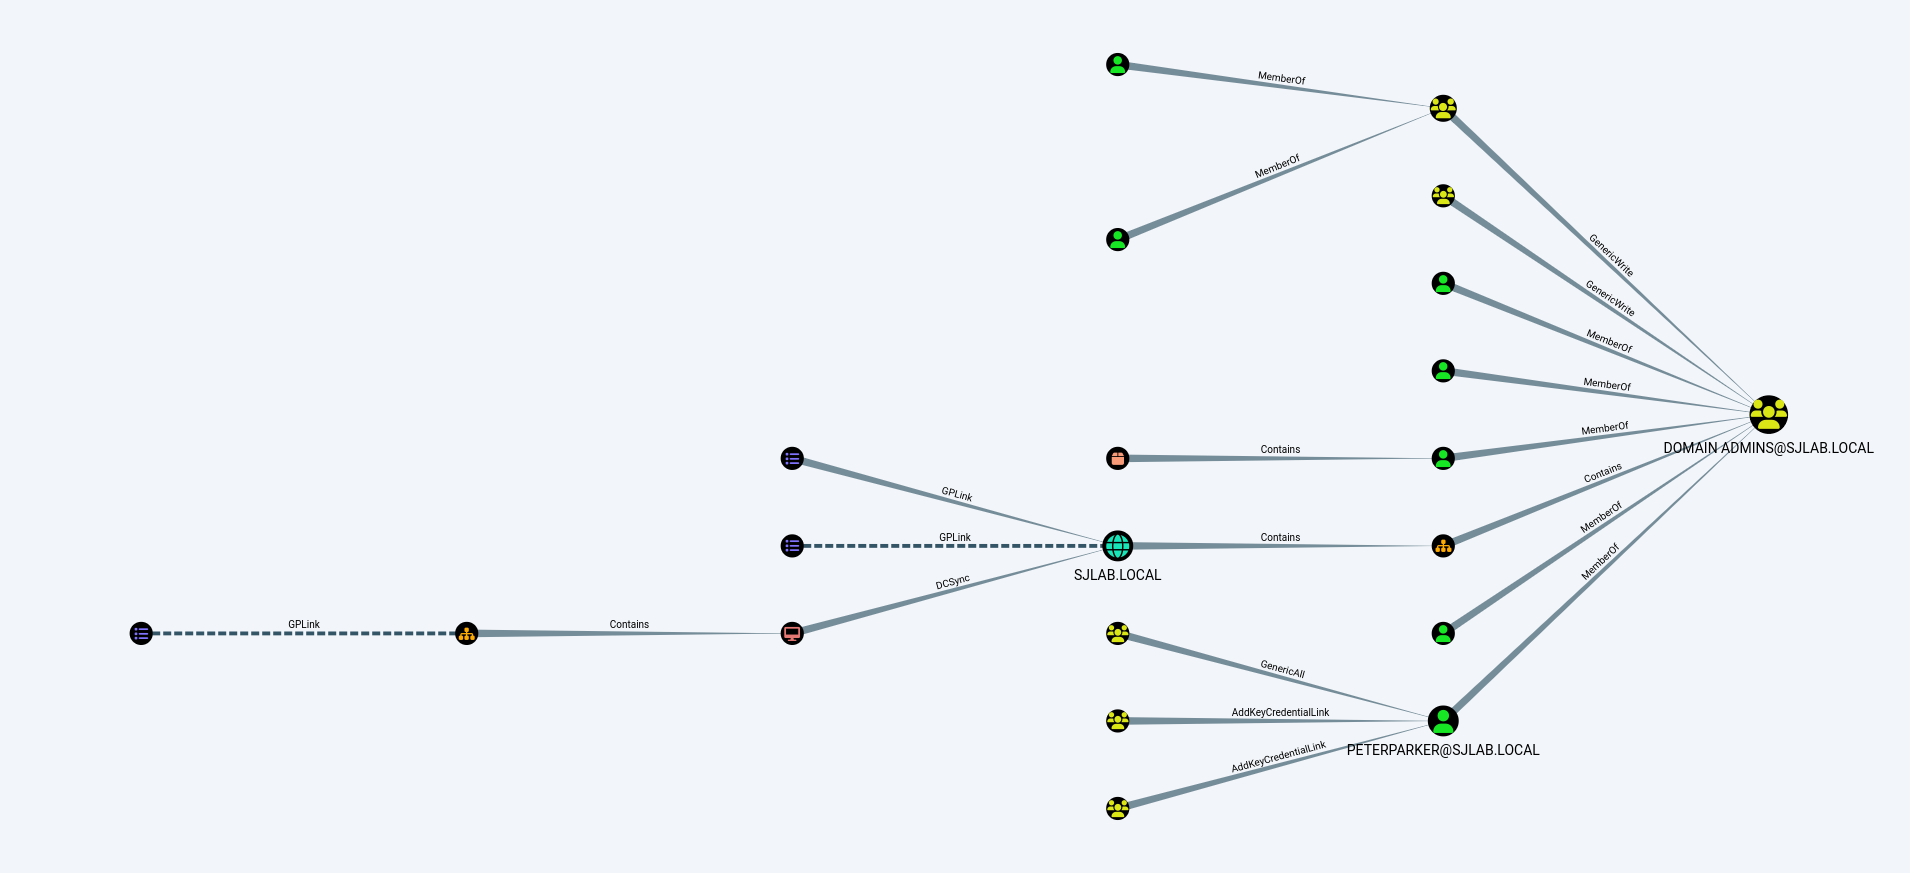 MemberOf
MemberOf
GenericWrite
GenericWrite
MemberOf
MemberOf
MemberOf
DOMAIN ADMINS@SJLAB.LOCAL
Contains
GPLink
Contains
MemberOf
GPLink
Contains
SJLAB.LOCAL
MemberOf
DCSync
GPLink
Contains
GenericAll
AddKeyCredentialLink
PETERPARKER@SJLAB.LOCAL
AddKeyCredentialLink